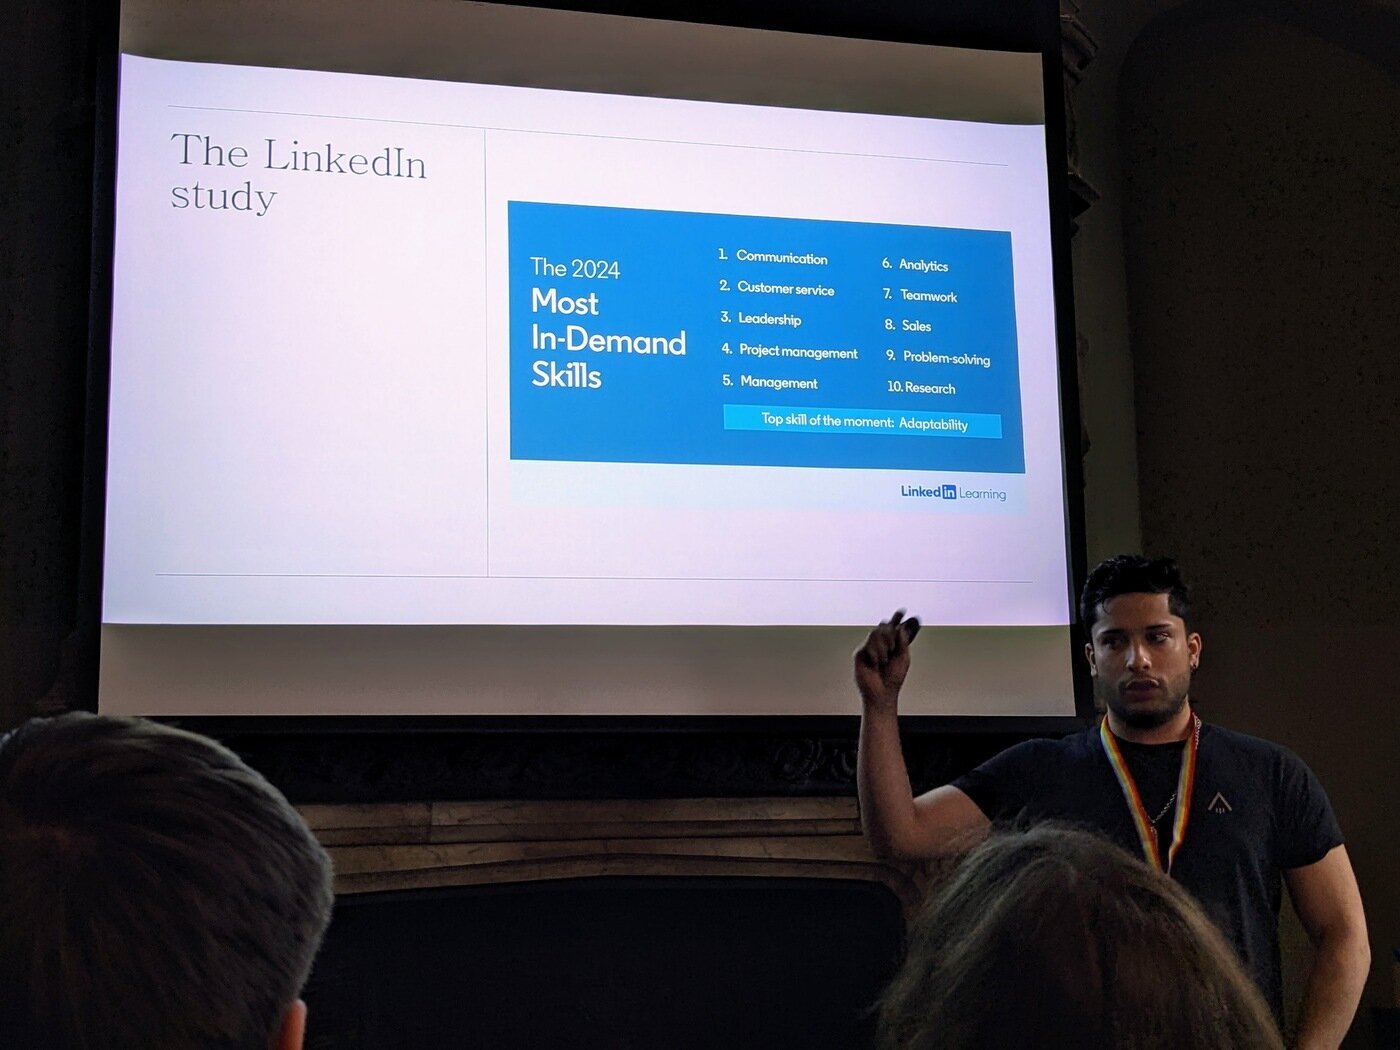 The LinkedIn
study
The 2024
Most
In-Demand
Skills
1. Communication
2. Customer service
3. Leadership
4. Project management
5. Management
6. Analytics
7. Teamwork
8. Sales
9. Problem-solving
10. Research
Top skill of the moment: Adaptability
LinkedIn Learning